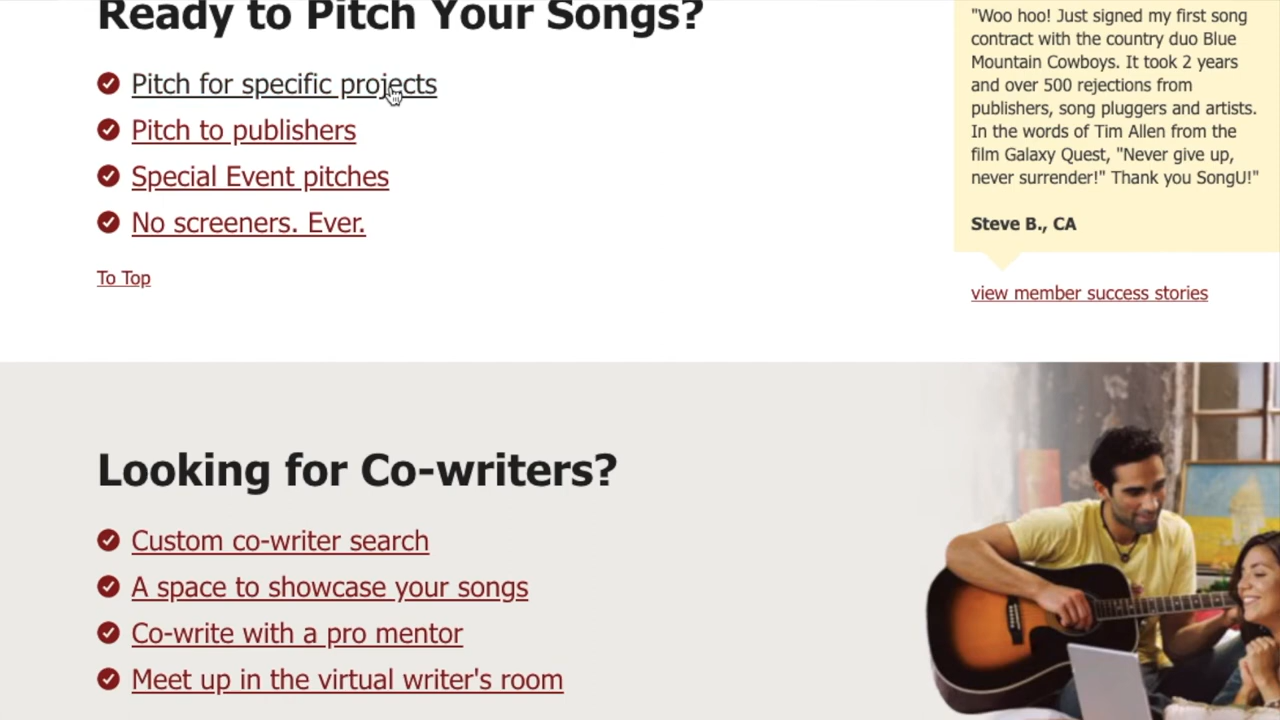 Ready to Pitch Your Songs?
Pitch for specific projects
Pitch to publishers
Special Event pitches
No screeners. Ever.
To Top
"Woo hoo! Just signed my first song
contract with the country duo Blue
Mountain Cowboys. It took 2 years
and over 500 rejections from
publishers, song pluggers and artists.
In the words of Tim Allen from the
film Galaxy Quest, "Never give up,
never surrender!" Thank you SongU!"
Steve B., CA
view member success stories
Looking for Co-writers?
Custom co-writer search
A space to showcase your songs
Co-write with a pro mentor
Meet up in the virtual writer's room